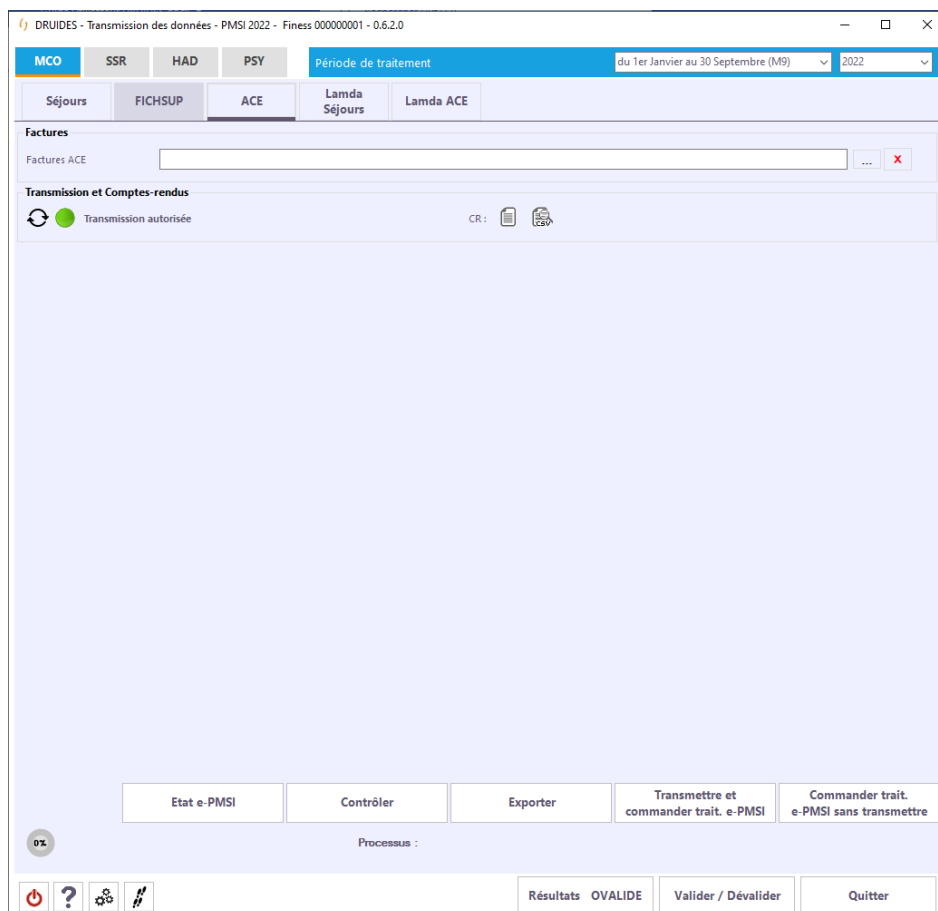 DRUIDES - Transmission des données - PMSI 2022 - Finess 000000001 - 0.6.2.0
MCO SSR HAD PSY Période de traitement du 1er Janvier au 30 Septembre (M9) 2022
Séjours FICHSUP ACE Lamda Séjours Lamda ACE
Factures
Factures ACE ... X
Transmission et Comptes-rendus
Transmission autorisée CR : CSV
Etat e-PMSI Contrôler Exporter Transmettre et commander trait. e-PMSI Commander trait. e-PMSI sans transmettre
0% Processus :
? Résultats OVALIDE Valider / Dévalider Quitter